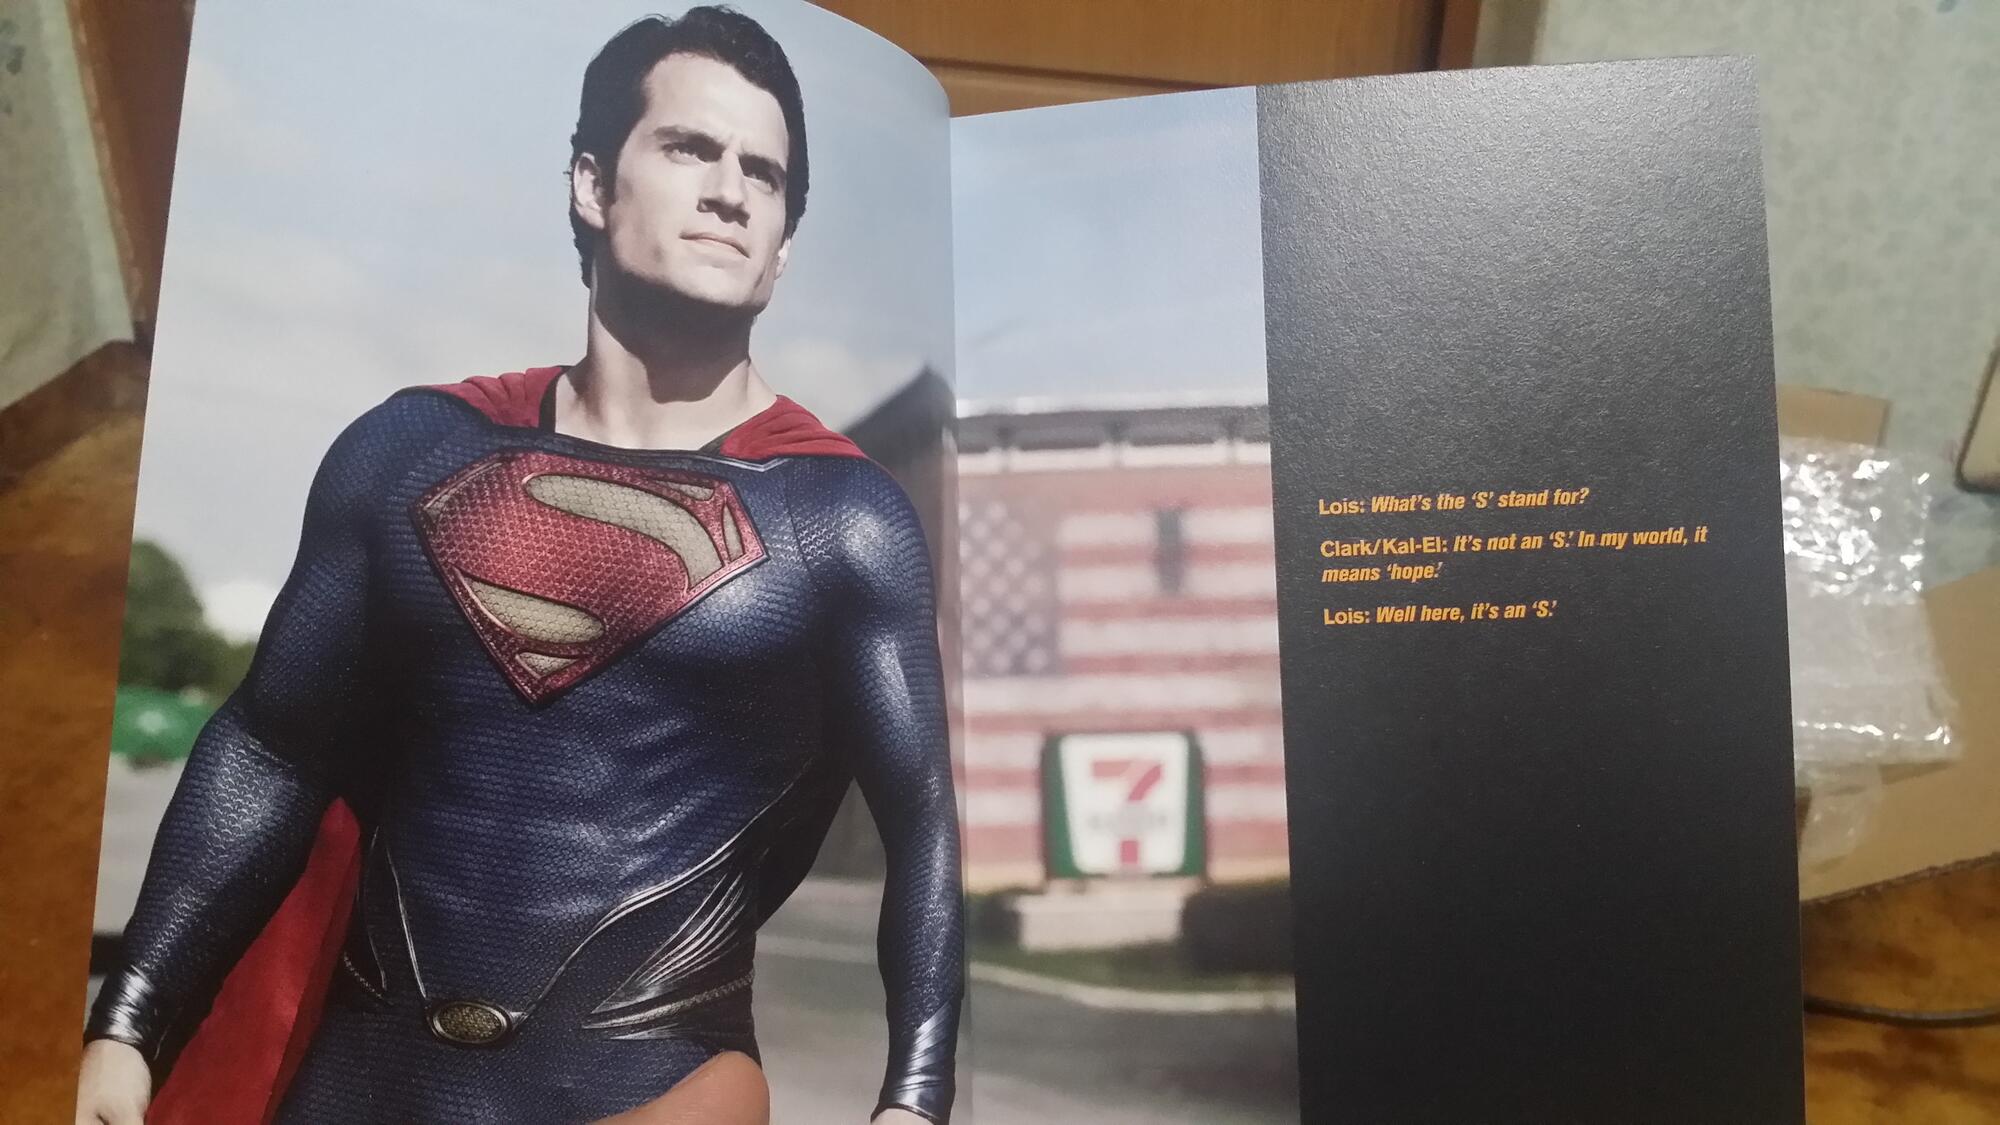 Lois: What's the 'S' stand for?
Clark/Kal-El: It's not an 'S.' In my world, it
means 'hope.'
Lois: Well here, it's an 'S.'
7